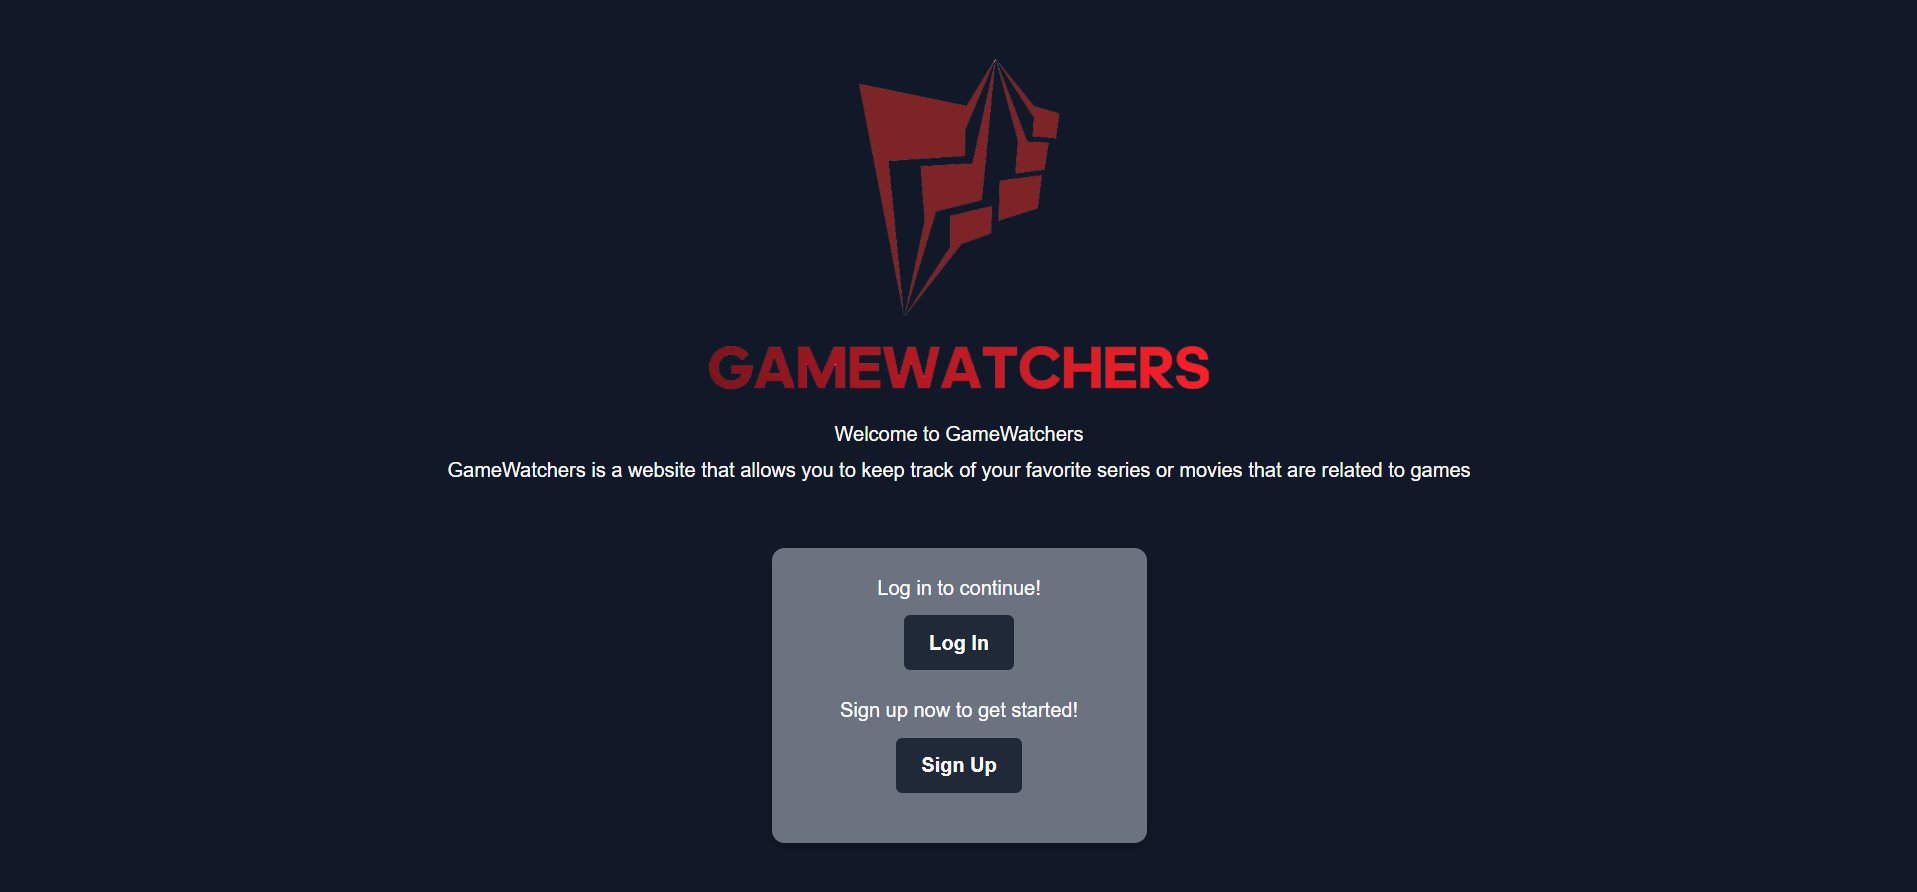 GAMEWATCHERS
Welcome to GameWatchers
GameWatchers is a website that allows you to keep track of your favorite series or movies that are related to games
Log in to continue!
Log In
Sign up now to get started!
Sign Up